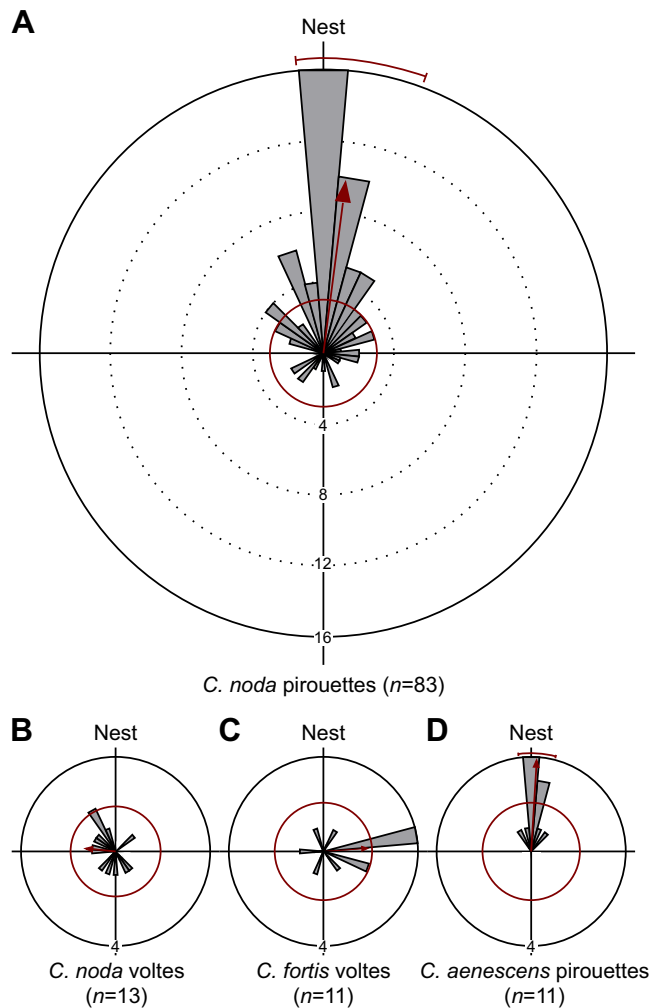 A
Nest
4
8
12
16
C. noda pirouettes (n=83)
B
Nest
4
C. noda voltes
(n=13)
C
Nest
C. fortis voltes
(n=11)
D
Nest
4
C. aenescens pirouettes
(n=11)